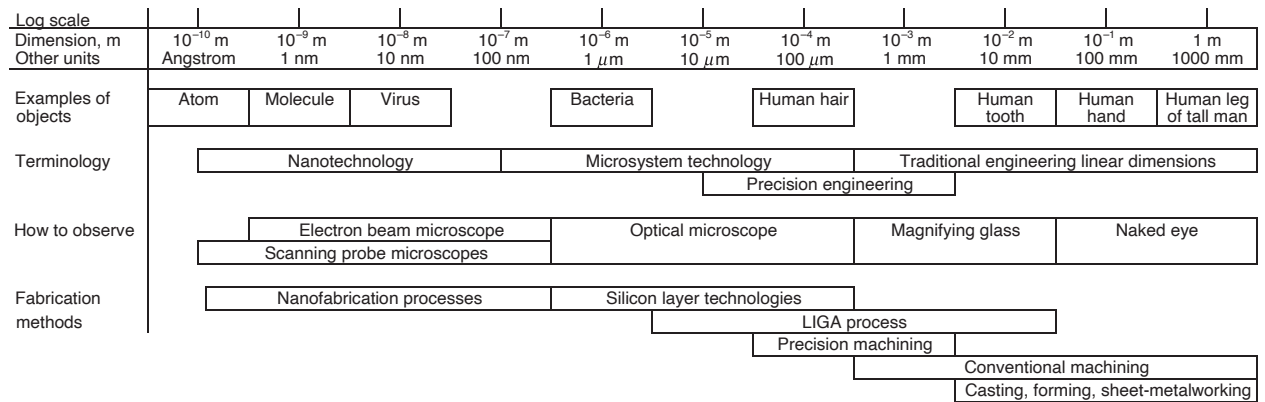 Log scale
Dimension, m 10⁻¹⁰ m 10⁻⁹ m 10⁻⁸ m 10⁻⁷ m 10⁻⁶ m 10⁻⁵ m 10⁻⁴ m 10⁻³ m 10⁻² m 10⁻¹ m 1 m
Other units Angstrom 1 nm 10 nm 100 nm 1 μm 10 μm 100 μm 1 mm 10 mm 100 mm 1000 mm
Examples of Atom Molecule Virus Bacteria Human hair Human Human Human leg
objects tooth hand of tall man
Terminology Nanotechnology Microsystem technology Traditional engineering linear dimensions
Precision engineering
How to observe Electron beam microscope Optical microscope Magnifying glass Naked eye
Scanning probe microscopes
Fabrication Nanofabrication processes Silicon layer technologies
methods LIGA process
Precision machining
Conventional machining
Casting, forming, sheet-metalworking